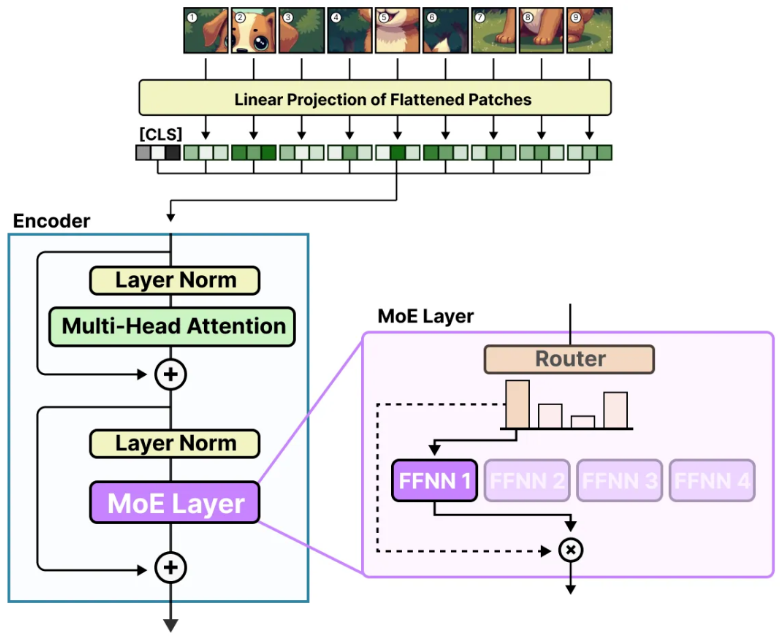 1 2 3 4 5 6 7 8 9
Linear Projection of Flattened Patches
[CLS]
Encoder
Layer Norm
Multi-Head Attention
+
Layer Norm
MoE Layer
+
MoE Layer
Router
FFNN 1 FFNN 2 FFNN 3 FFNN 4
×